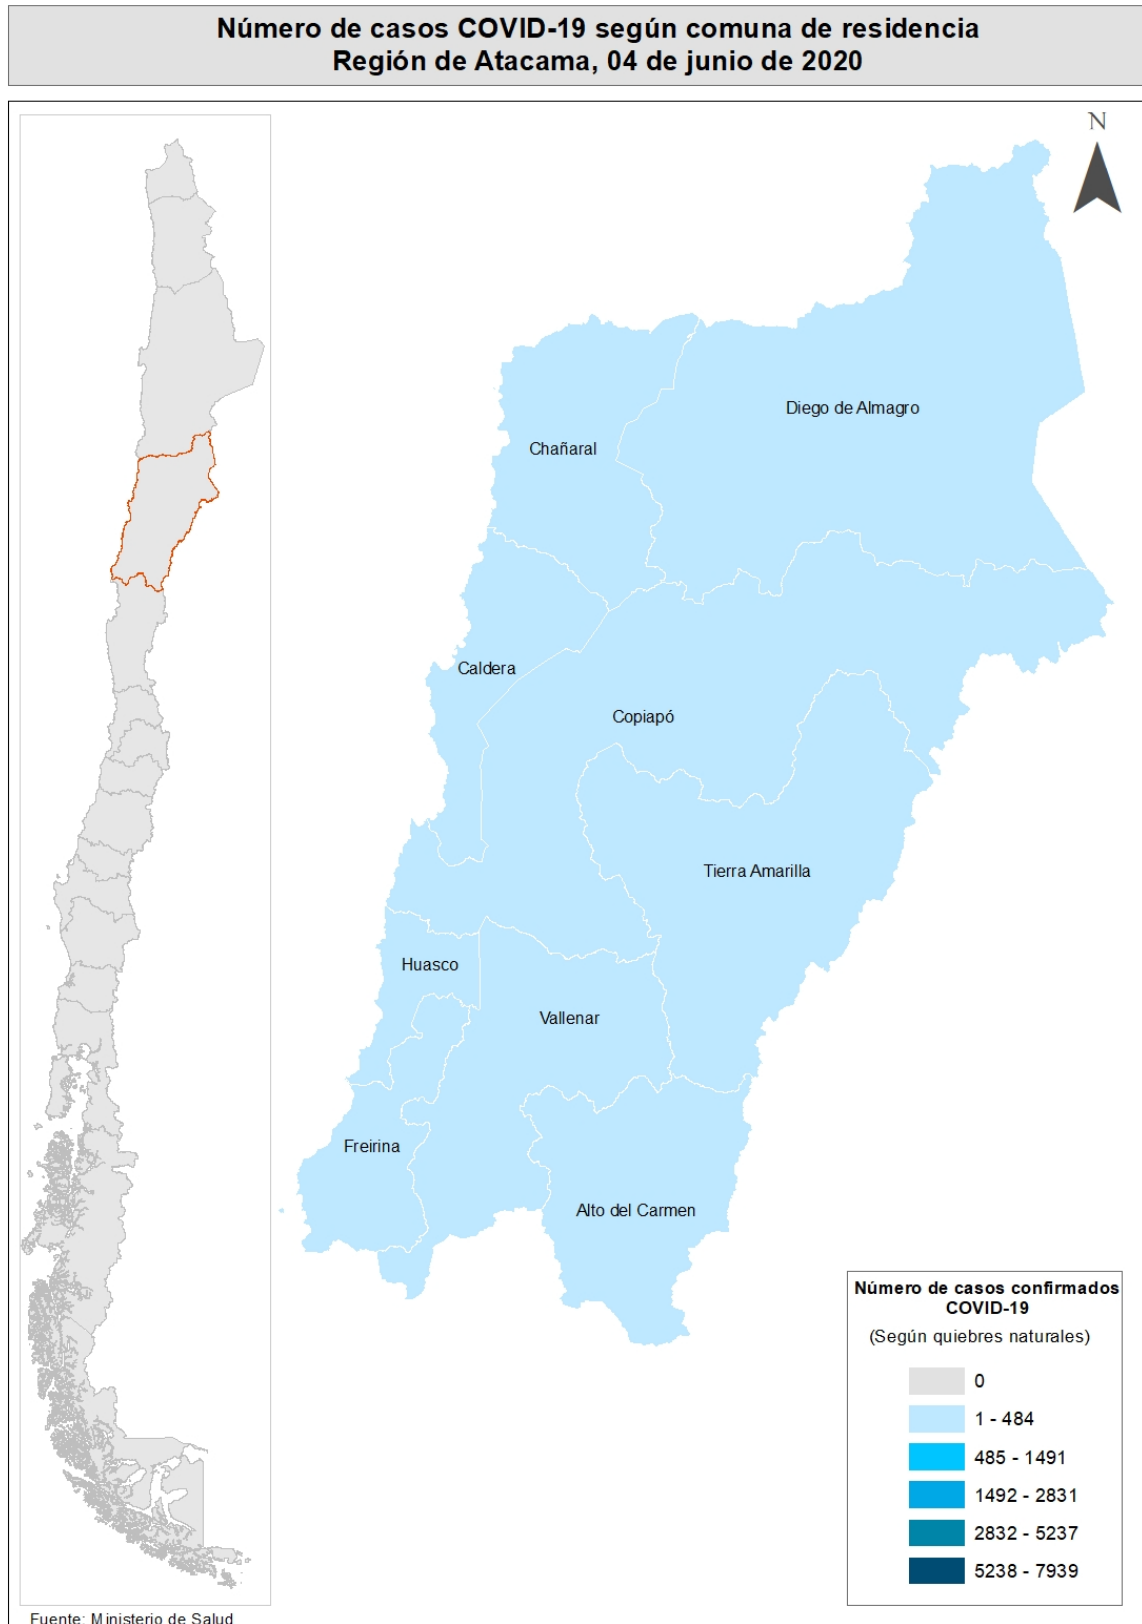 Número de casos COVID-19 según comuna de residencia
Región de Atacama, 04 de junio de 2020
N
Diego de Almagro
Chañaral
Caldera
Copiapó
Tierra Amarilla
Huasco
Vallenar
Freirina
Alto del Carmen
Número de casos confirmados
COVID-19
(Según quiebres naturales)
0
1 - 484
485 - 1491
1492 - 2831
2832 - 5237
5238 - 7939
Fuente: Ministerio de Salud